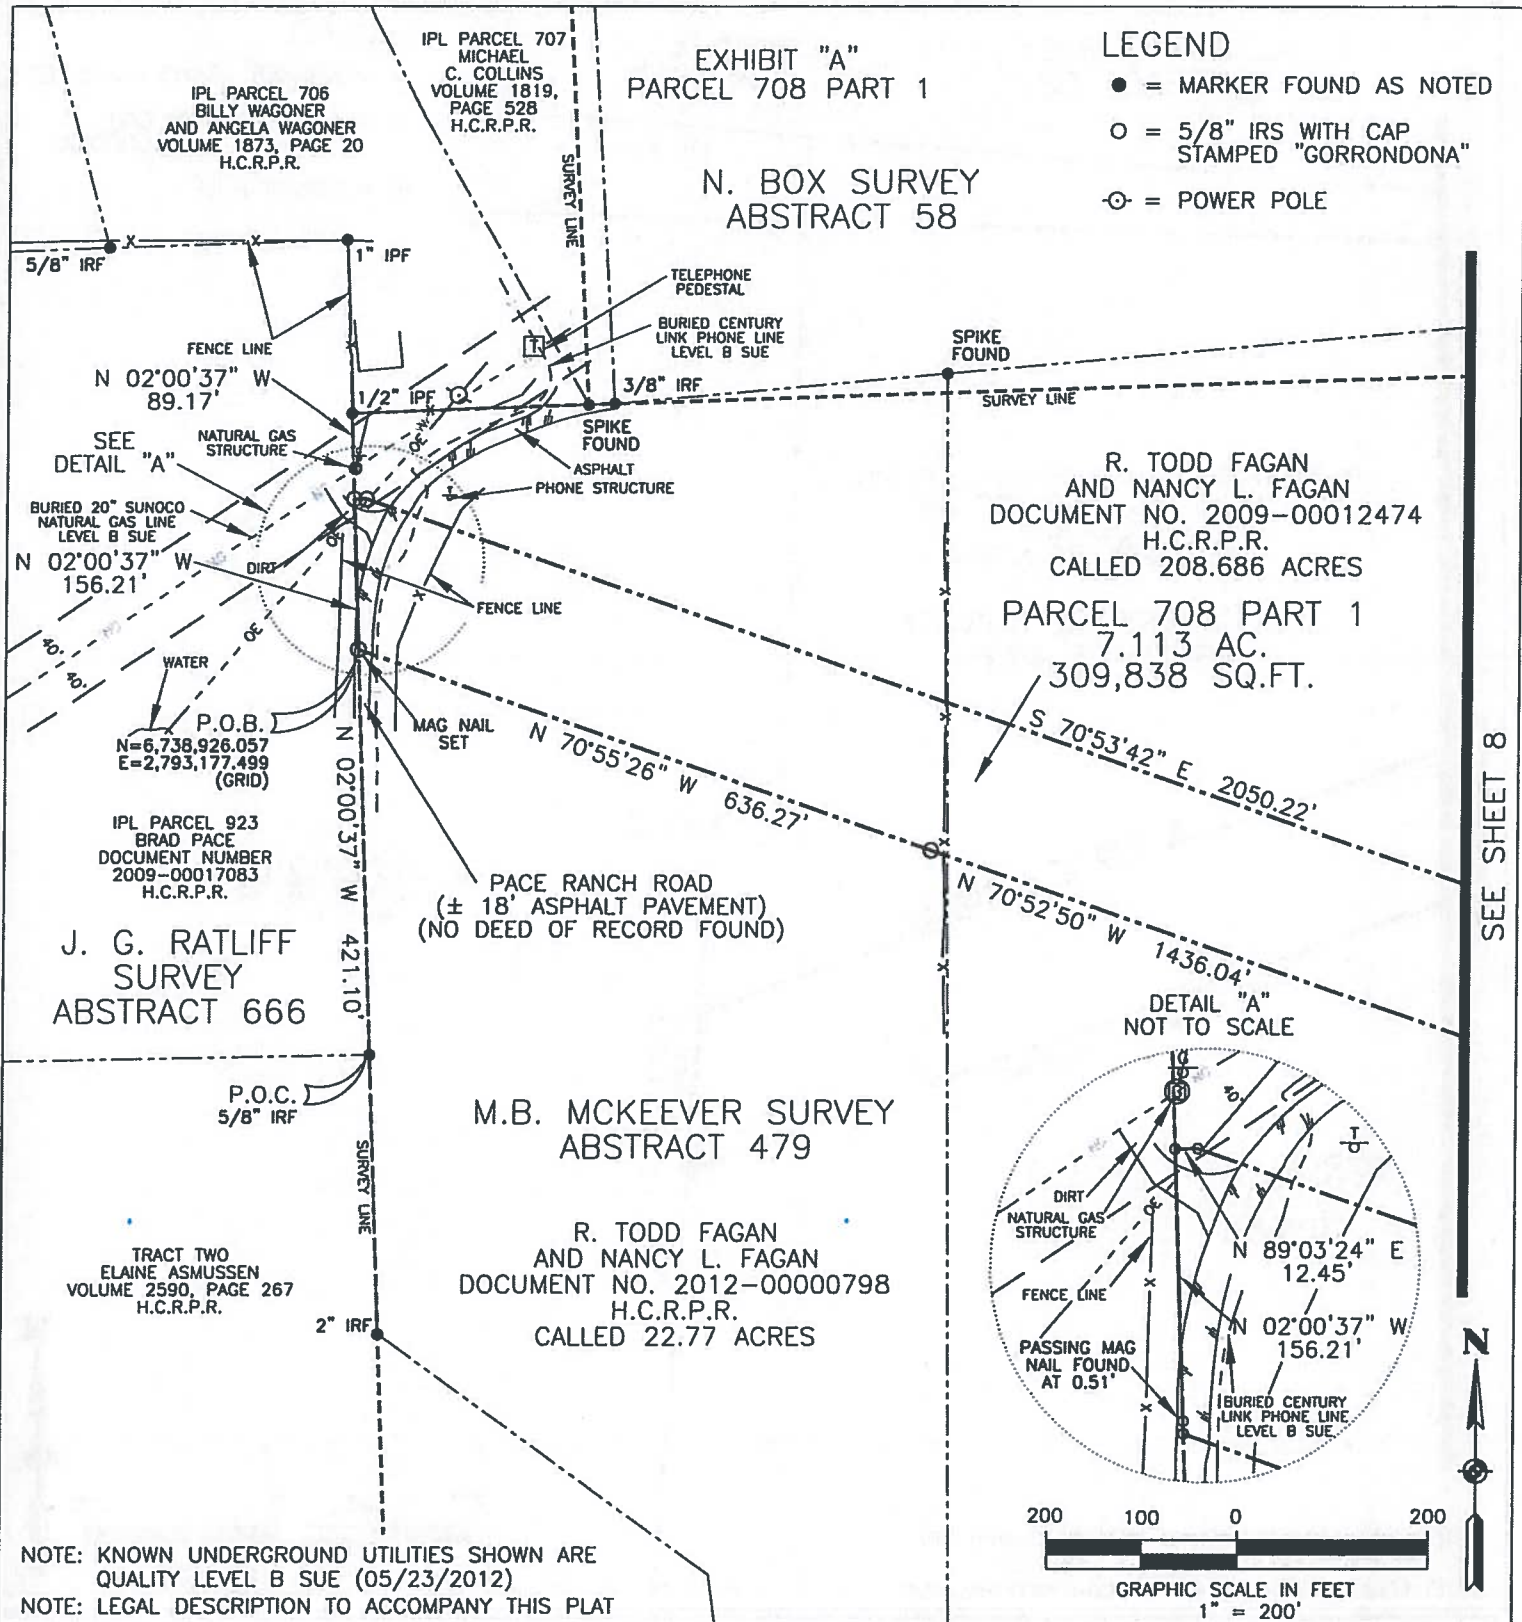 IPL PARCEL 706
BILLY WAGONER
AND ANGELA WAGONER
VOLUME 1873, PAGE 20
H.C.R.P.R.
IPL PARCEL 707
MICHAEL
C. COLLINS
VOLUME 1819,
PAGE 528
H.C.R.P.R.
EXHIBIT "A"
PARCEL 708 PART 1
LEGEND
= MARKER FOUND AS NOTED
= 5/8" IRS WITH CAP
STAMPED "GORRONDONA"
= POWER POLE
SURVEY LINE
N. BOX SURVEY
ABSTRACT 58
5/8" IRF
1" IPF
FENCE LINE
TELEPHONE
PEDESTAL
T
BURIED CENTURY
LINK PHONE LINE
LEVEL B SUE
SPIKE
FOUND
3/8" IRF
N 02°00'37" W
89.17'
1/2" IPF
SPIKE
FOUND
SURVEY LINE
SEE
DETAIL "A"
NATURAL GAS
STRUCTURE
ASPHALT
PHONE STRUCTURE
BURIED 20" SUNOCO
NATURAL GAS LINE
LEVEL B SUE
NG
OE
OE
OE
NG
NG
N 02°00'37" W
156.21'
DIRT
FENCE LINE
R. TODD FAGAN
AND NANCY L. FAGAN
DOCUMENT NO. 2009-00012474
H.C.R.P.R.
CALLED 208.686 ACRES
PARCEL 708 PART 1
7.113 AC.
309,838 SQ.FT.
40.
40.
WATER
P.O.B.
N=6,738,926.057
E=2,793,177.499
(GRID)
MAG NAIL
SET
N 70°55'26" W 636.27'
S 70°53'42" E 2050.22'
SEE SHEET 8
N 02°00'37" W 421.10'
IPL PARCEL 923
BRAD PACE
DOCUMENT NUMBER
2009-00017083
H.C.R.P.R.
PACE RANCH ROAD
(± 18' ASPHALT PAVEMENT)
(NO DEED OF RECORD FOUND)
N 70°52'50" W 1436.04'
J. G. RATLIFF
SURVEY
ABSTRACT 666
P.O.C.
5/8" IRF
SURVEY LINE
M.B. MCKEEVER SURVEY
ABSTRACT 479
DETAIL "A"
NOT TO SCALE
40.
NG
NG
T
DIRT
NATURAL GAS
STRUCTURE
OE
N 89°03'24" E
12.45'
FENCE LINE
N 02°00'37" W
156.21'
PASSING MAG
NAIL FOUND
AT 0.51'
BURIED CENTURY
LINK PHONE LINE
LEVEL B SUE
TRACT TWO
ELAINE ASMUSSEN
VOLUME 2590, PAGE 267
H.C.R.P.R.
R. TODD FAGAN
AND NANCY L. FAGAN
DOCUMENT NO. 2012-00000798
H.C.R.P.R.
CALLED 22.77 ACRES
2" IRF
N
200 100 0 200
GRAPHIC SCALE IN FEET
1" = 200'
NOTE: KNOWN UNDERGROUND UTILITIES SHOWN ARE
QUALITY LEVEL B SUE (05/23/2012)
NOTE: LEGAL DESCRIPTION TO ACCOMPANY THIS PLAT